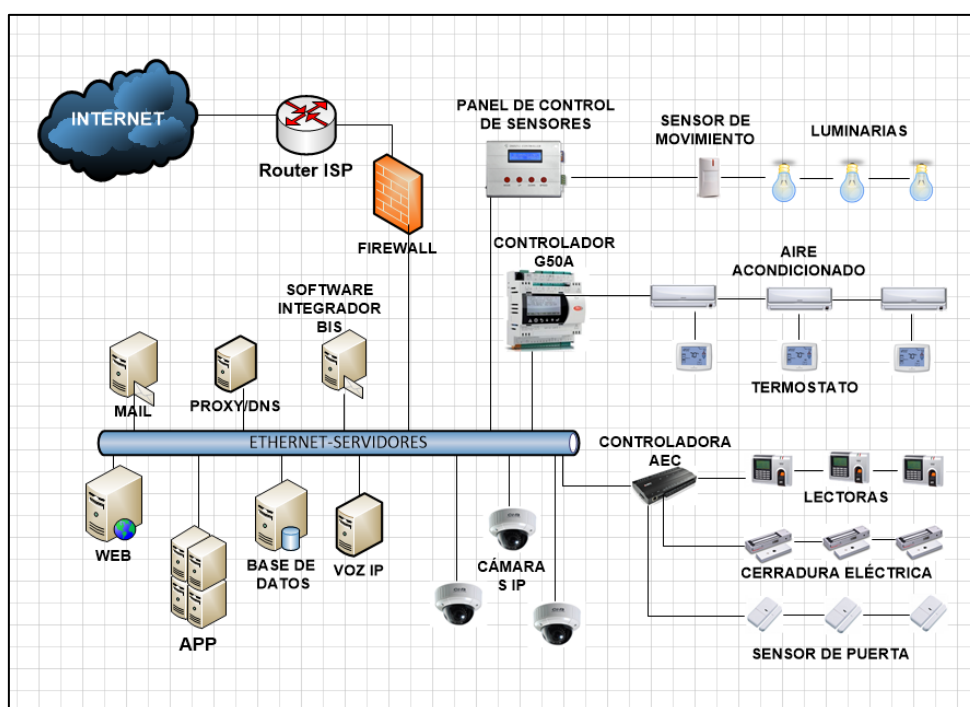 INTERNET
Router ISP
FIREWALL
PANEL DE CONTROL
DE SENSORES
SENSOR DE
MOVIMIENTO
LUMINARIAS
CONTROLADOR
G50A
AIRE
ACONDICIONADO
TERMOSTATO
SOFTWARE
INTEGRADOR
BIS
MAIL
PROXY/DNS
ETHERNET-SERVIDORES
WEB
APP
BASE DE
DATOS
VOZ IP
CÁMARA
S IP
CONTROLADORA
AEC
LECTORAS
CERRADURA ELÉCTRICA
SENSOR DE PUERTA